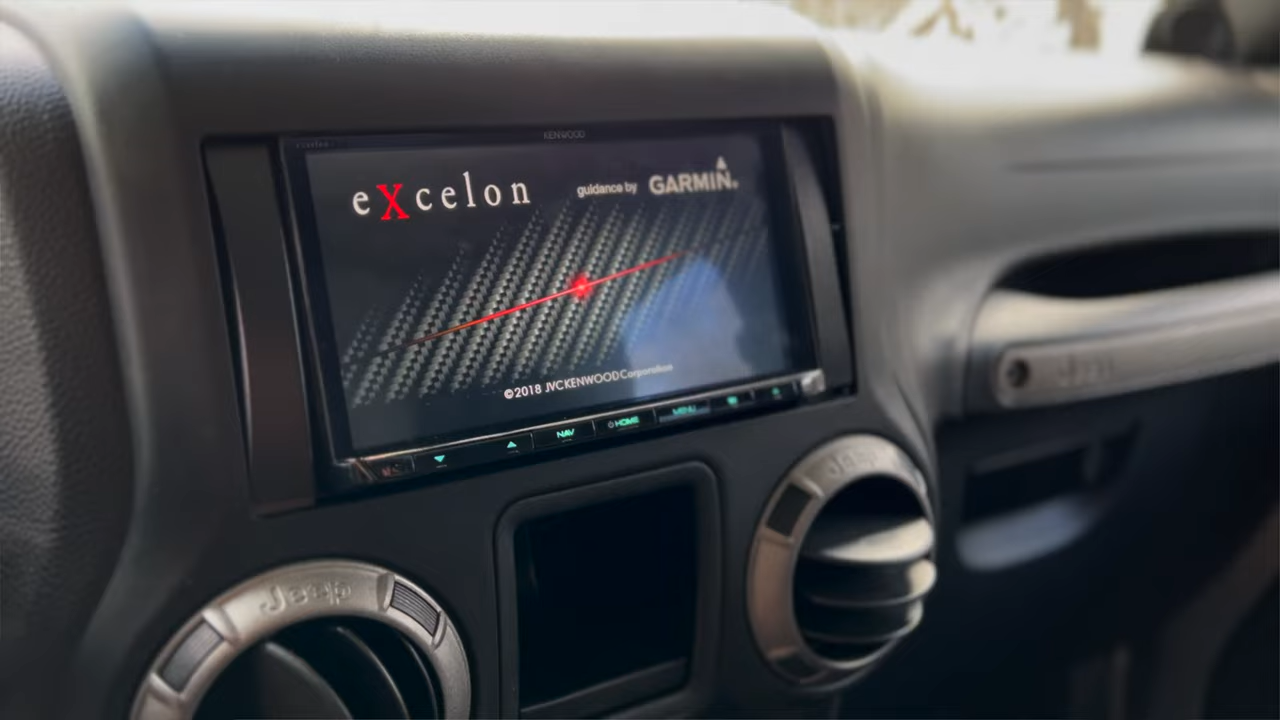 KENWOOD
eXcelon
guidance by GARMIN.
©2018 JVCKENWOOD Corporation
NAV
HOME
MENU
Jeep
Jeep
Jeep